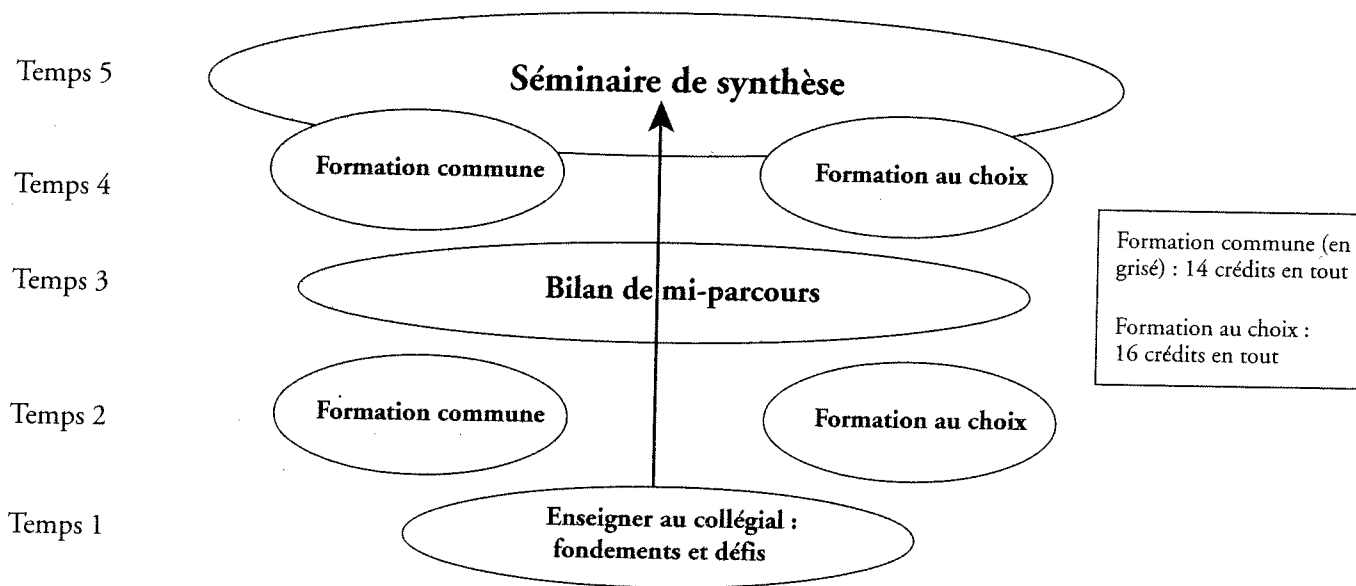 Temps 5
Séminaire de synthèse
Formation commune
Formation au choix
Temps 4
Formation commune (en
grisé) : 14 crédits en tout
Formation au choix :
16 crédits en tout
Temps 3
Bilan de mi-parcours
Formation commune
Formation au choix
Temps 2
Enseigner au collégial :
fondements et défis
Temps 1